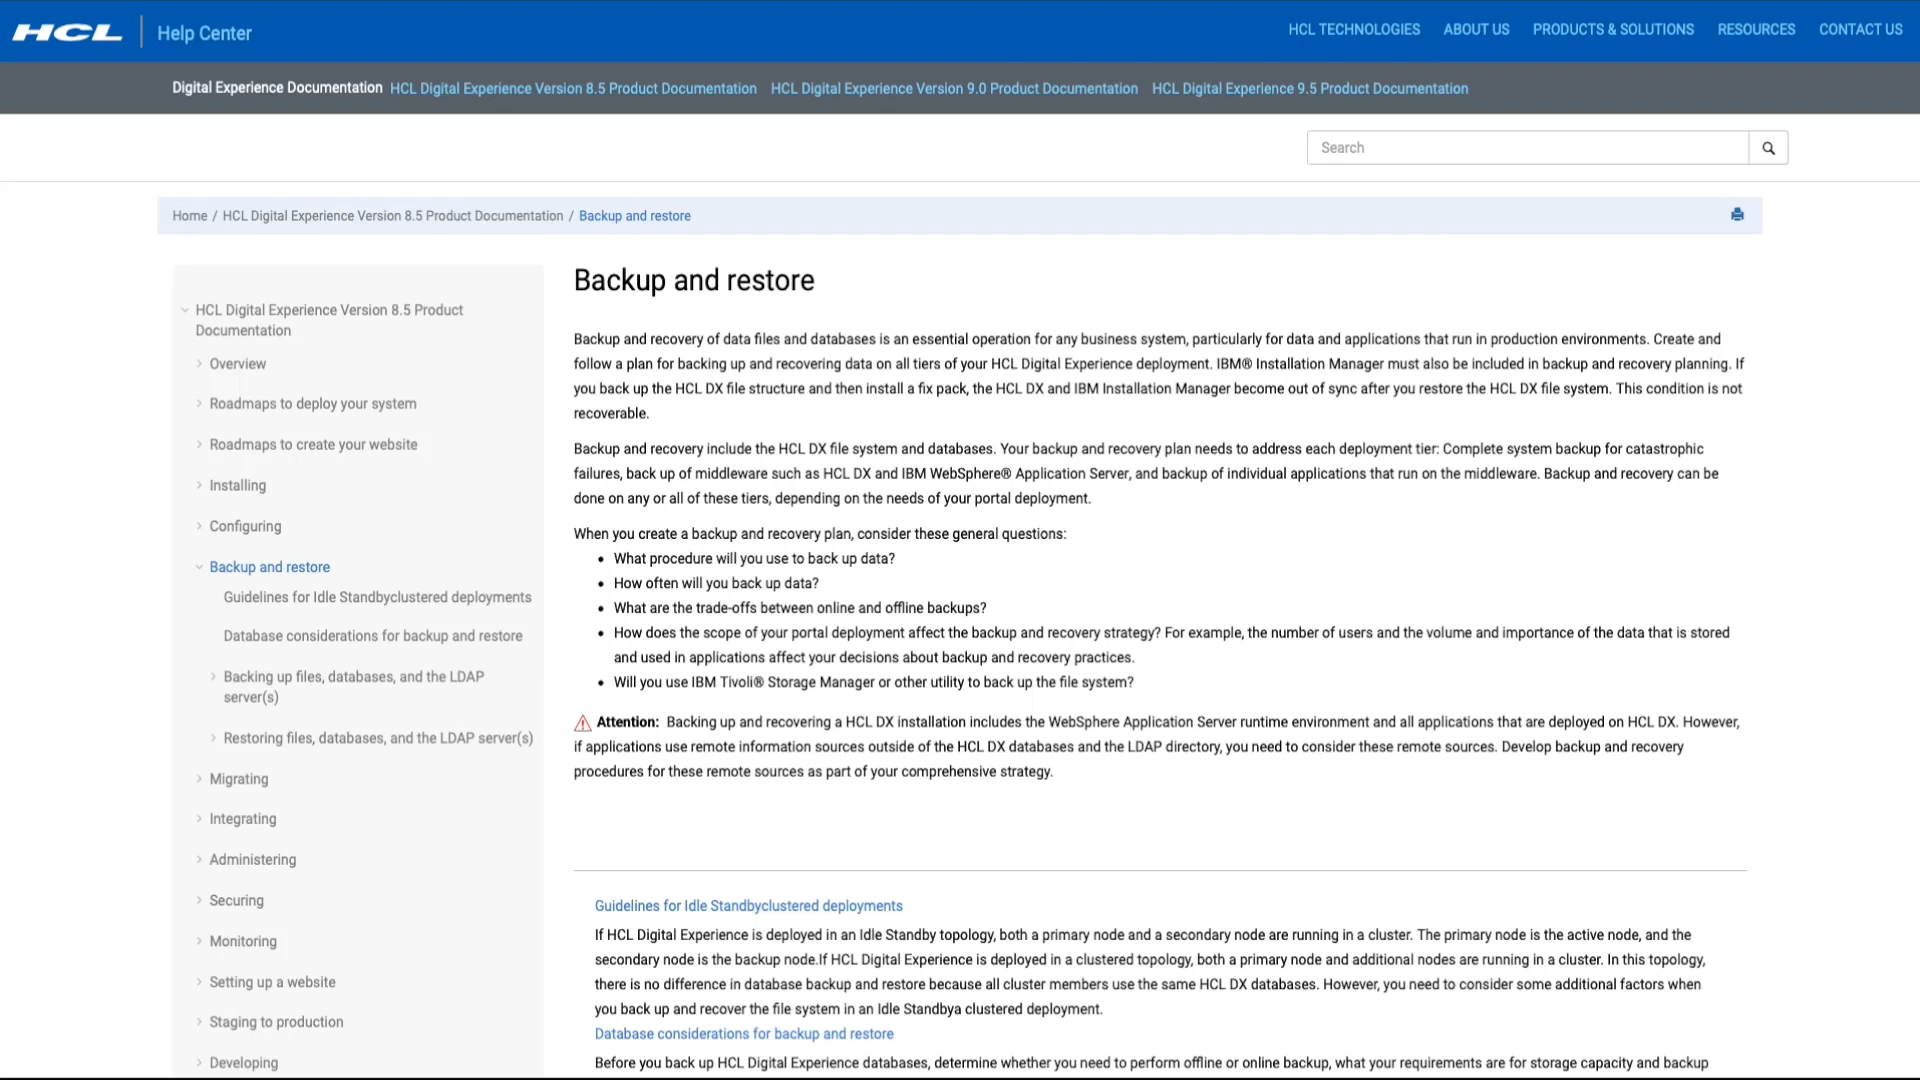 HCL Help Center
HCL TECHNOLOGIES ABOUT US PRODUCTS & SOLUTIONS RESOURCES CONTACT US
Digital Experience Documentation HCL Digital Experience Version 8.5 Product Documentation HCL Digital Experience Version 9.0 Product Documentation HCL Digital Experience 9.5 Product Documentation
Search
Home / HCL Digital Experience Version 8.5 Product Documentation / Backup and restore
HCL Digital Experience Version 8.5 Product
Documentation
Overview
Roadmaps to deploy your system
Roadmaps to create your website
Installing
Configuring
Backup and restore
Guidelines for Idle Standbyclustered deployments
Database considerations for backup and restore
Backing up files, databases, and the LDAP
server(s)
Restoring files, databases, and the LDAP server(s)
Migrating
Integrating
Administering
Securing
Monitoring
Setting up a website
Staging to production
Developing
Backup and restore
Backup and recovery of data files and databases is an essential operation for any business system, particularly for data and applications that run in production environments. Create and
follow a plan for backing up and recovering data on all tiers of your HCL Digital Experience deployment. IBM® Installation Manager must also be included in backup and recovery planning. If
you back up the HCL DX file structure and then install a fix pack, the HCL DX and IBM Installation Manager become out of sync after you restore the HCL DX file system. This condition is not
recoverable.
Backup and recovery include the HCL DX file system and databases. Your backup and recovery plan needs to address each deployment tier: Complete system backup for catastrophic
failures, back up of middleware such as HCL DX and IBM WebSphere® Application Server, and backup of individual applications that run on the middleware. Backup and recovery can be
done on any or all of these tiers, depending on the needs of your portal deployment.
When you create a backup and recovery plan, consider these general questions:
• What procedure will you use to back up data?
• How often will you back up data?
• What are the trade-offs between online and offline backups?
• How does the scope of your portal deployment affect the backup and recovery strategy? For example, the number of users and the volume and importance of the data that is stored
and used in applications affect your decisions about backup and recovery practices.
• Will you use IBM Tivoli® Storage Manager or other utility to back up the file system?
Attention: Backing up and recovering a HCL DX installation includes the WebSphere Application Server runtime environment and all applications that are deployed on HCL DX. However,
if applications use remote information sources outside of the HCL DX databases and the LDAP directory, you need to consider these remote sources. Develop backup and recovery
procedures for these remote sources as part of your comprehensive strategy.
Guidelines for Idle Standbyclustered deployments
If HCL Digital Experience is deployed in an Idle Standby topology, both a primary node and a secondary node are running in a cluster. The primary node is the active node, and the
secondary node is the backup node.If HCL Digital Experience is deployed in a clustered topology, both a primary node and additional nodes are running in a cluster. In this topology,
there is no difference in database backup and restore because all cluster members use the same HCL DX databases. However, you need to consider some additional factors when
you back up and recover the file system in an Idle Standbya clustered deployment.
Database considerations for backup and restore
Before you back up HCL Digital Experience databases, determine whether you need to perform offline or online backup, what your requirements are for storage capacity and backup